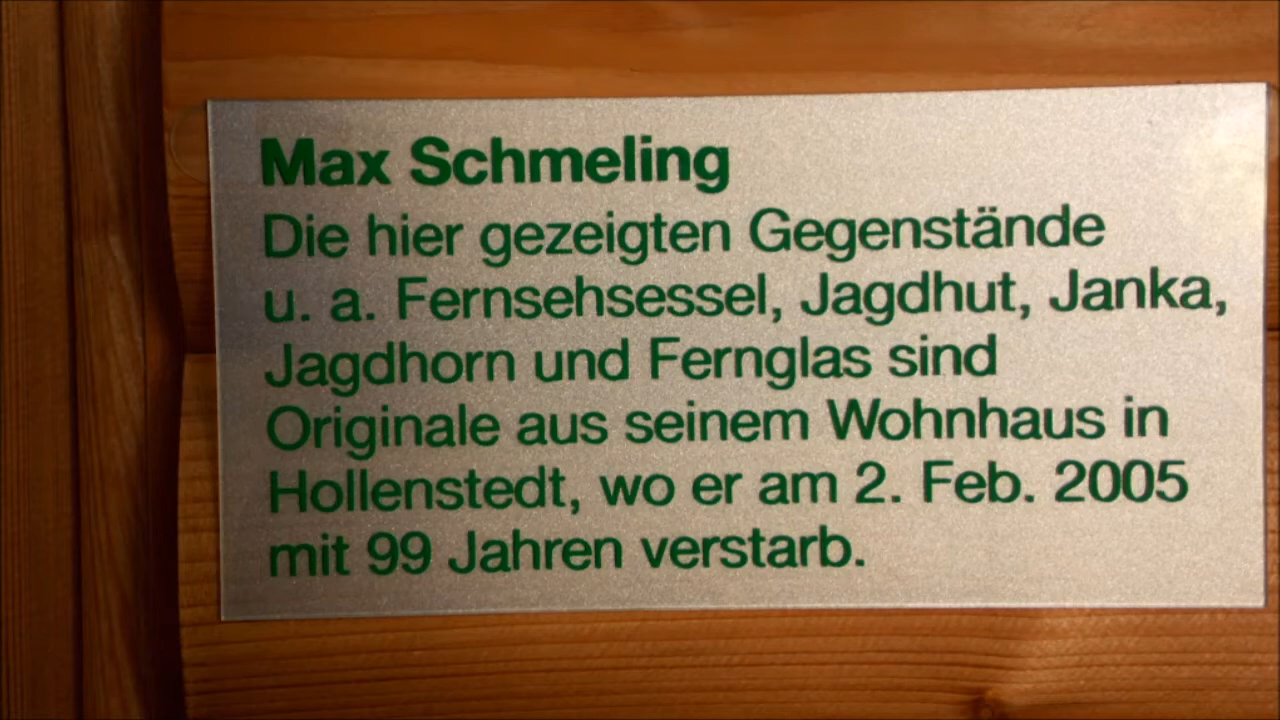 Max Schmeling
Die hier gezeigten Gegenstände
u. a. Fernsehsessel, Jagdhut, Janka,
Jagdhorn und Fernglas sind
Originale aus seinem Wohnhaus in
Hollenstedt, wo er am 2. Feb. 2005
mit 99 Jahren verstarb.